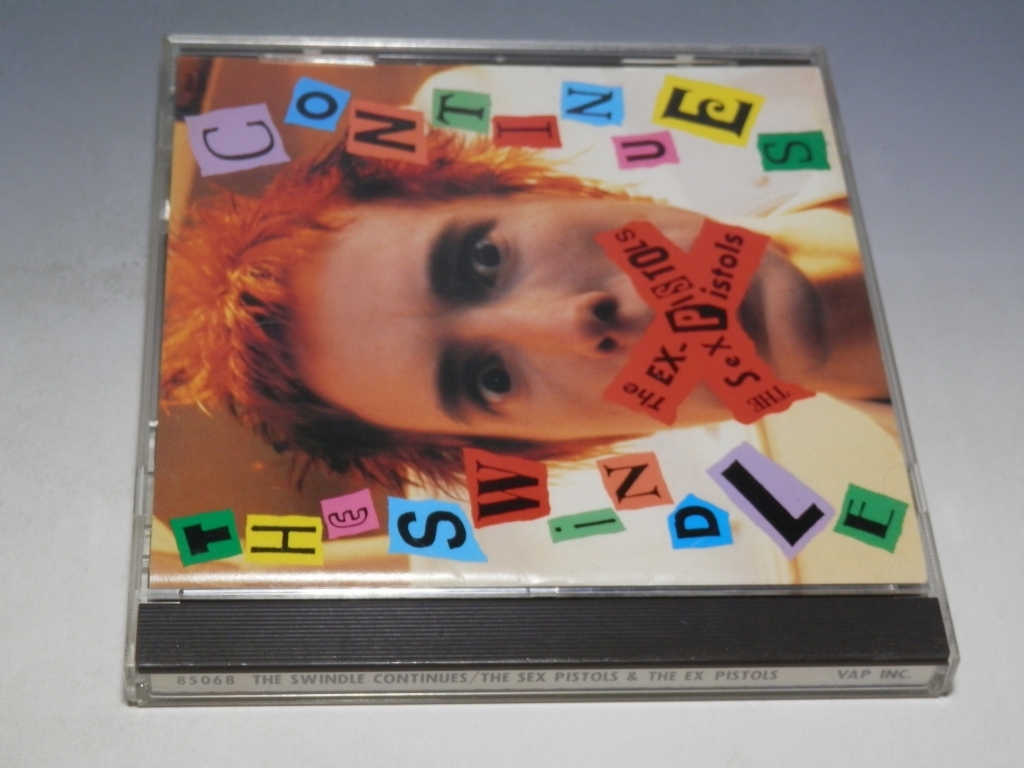 THe SWiNDLE
CONTINUES
The EX-PiSTOLS
THE Sex Pistols
85068 THE SWINDLE CONTINUES/THE SEX PISTOLS & THE EX PISTOLS VAP INC.